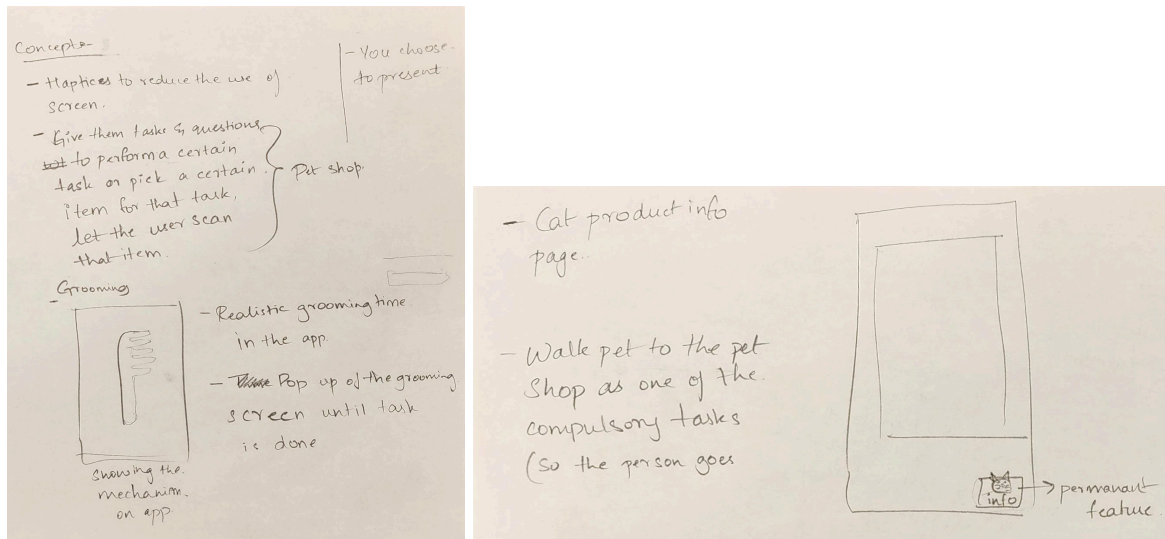 Concepts-
- Haptices to reduce the use of
screen.
- Give them tasks & questions
to perform a certain
task or pick a certain
item for that task,
let the user scan
that item.
Pet shop.
- You choose
to present
Grooming
- Realistic grooming time
in the app.
- Pop up of the grooming
screen until task
is done
showing the
mechanism
on app.
- Cat product info
page.
- Walk pet to the pet
Shop as one of the
compulsory tasks
(So the person goes
info
permanant
feature